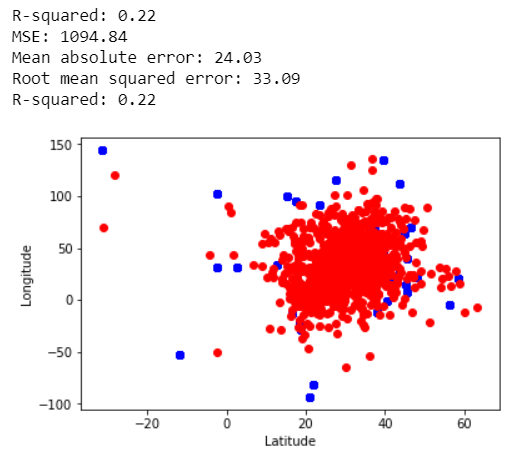 R-squared: 0.22
MSE: 1094.84
Mean absolute error: 24.03
Root mean squared error: 33.09
R-squared: 0.22
150
100
50
0
−50
−100
Longitude
−20
0
20
40
60
Latitude